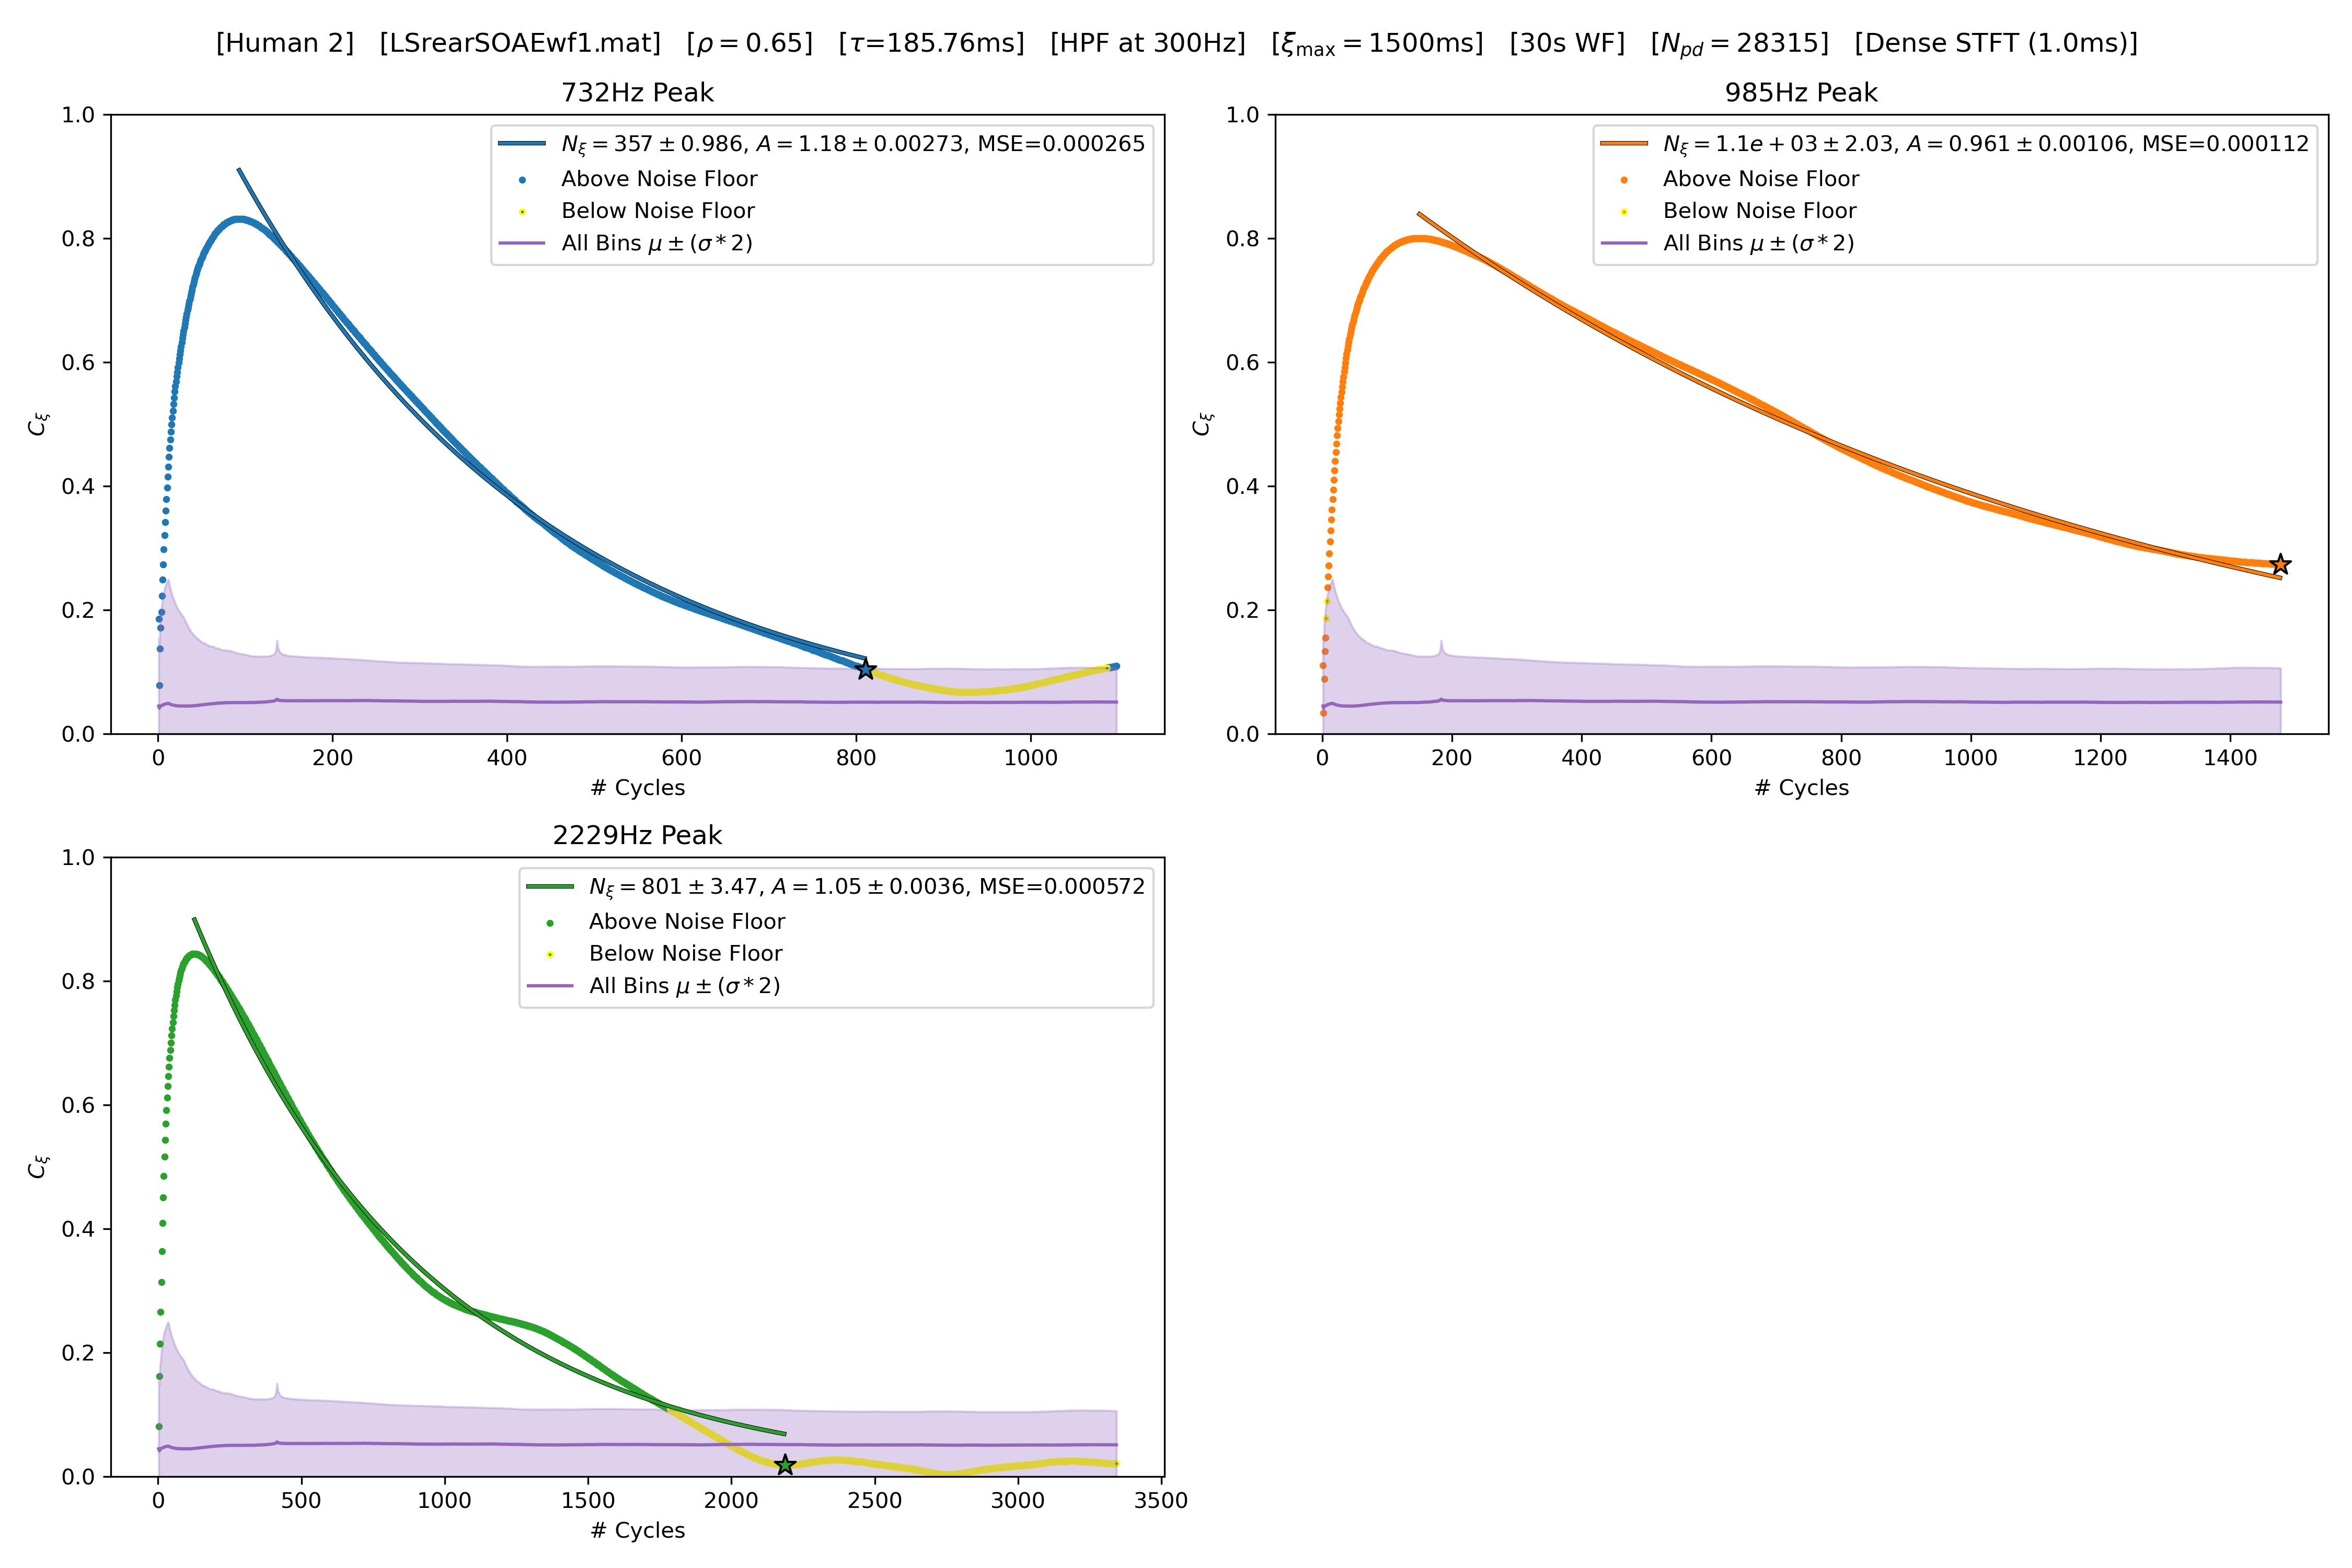 [Human 2] [LSrearSOAEwf1.mat] [ρ = 0.65] [τ=185.76ms] [HPF at 300Hz] [ξmax = 1500ms] [30s WF] [Npd = 28315] [Dense STFT (1.0ms)]
732Hz Peak
Nξ = 357 ± 0.986, A = 1.18 ± 0.00273, MSE=0.000265
Above Noise Floor
Below Noise Floor
All Bins μ ± (σ * 2)
Cξ
1.0
0.8
0.6
0.4
0.2
0.0
0 200 400 600 800 1000
# Cycles
985Hz Peak
Nξ = 1.1e + 03 ± 2.03, A = 0.961 ± 0.00106, MSE=0.000112
Above Noise Floor
Below Noise Floor
All Bins μ ± (σ * 2)
Cξ
1.0
0.8
0.6
0.4
0.2
0.0
0 200 400 600 800 1000 1200 1400
# Cycles
2229Hz Peak
Nξ = 801 ± 3.47, A = 1.05 ± 0.0036, MSE=0.000572
Above Noise Floor
Below Noise Floor
All Bins μ ± (σ * 2)
Cξ
1.0
0.8
0.6
0.4
0.2
0.0
0 500 1000 1500 2000 2500 3000 3500
# Cycles